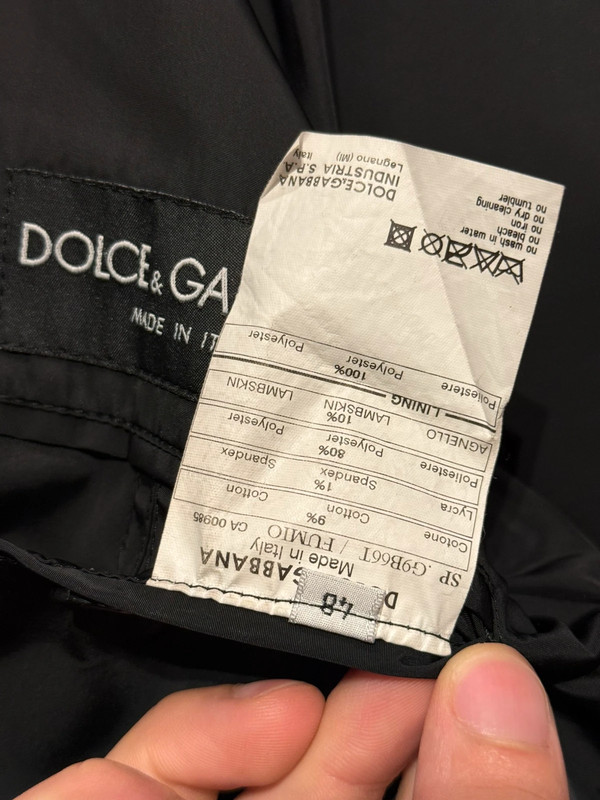 DOLCE & GA
MADE IN IT
D
GABBANA
48
Made in Italy
SP. G9B66T / FUMIO CA 00985
Cotone 9% Cotton Cotton
Lycra 1% Spandex Spandex
Poliestere 80% Polyester Polyester
AGNELLO 10% LAMBSKIN LAMBSKIN
LINING
Poliestere 100% Polyester Polyester
no wash in water
no bleach
no iron
no dry cleaning
no tumbler
DOLCE&GABBANA
INDUSTRIA S.P.A.
Legnano (MI)
Italy